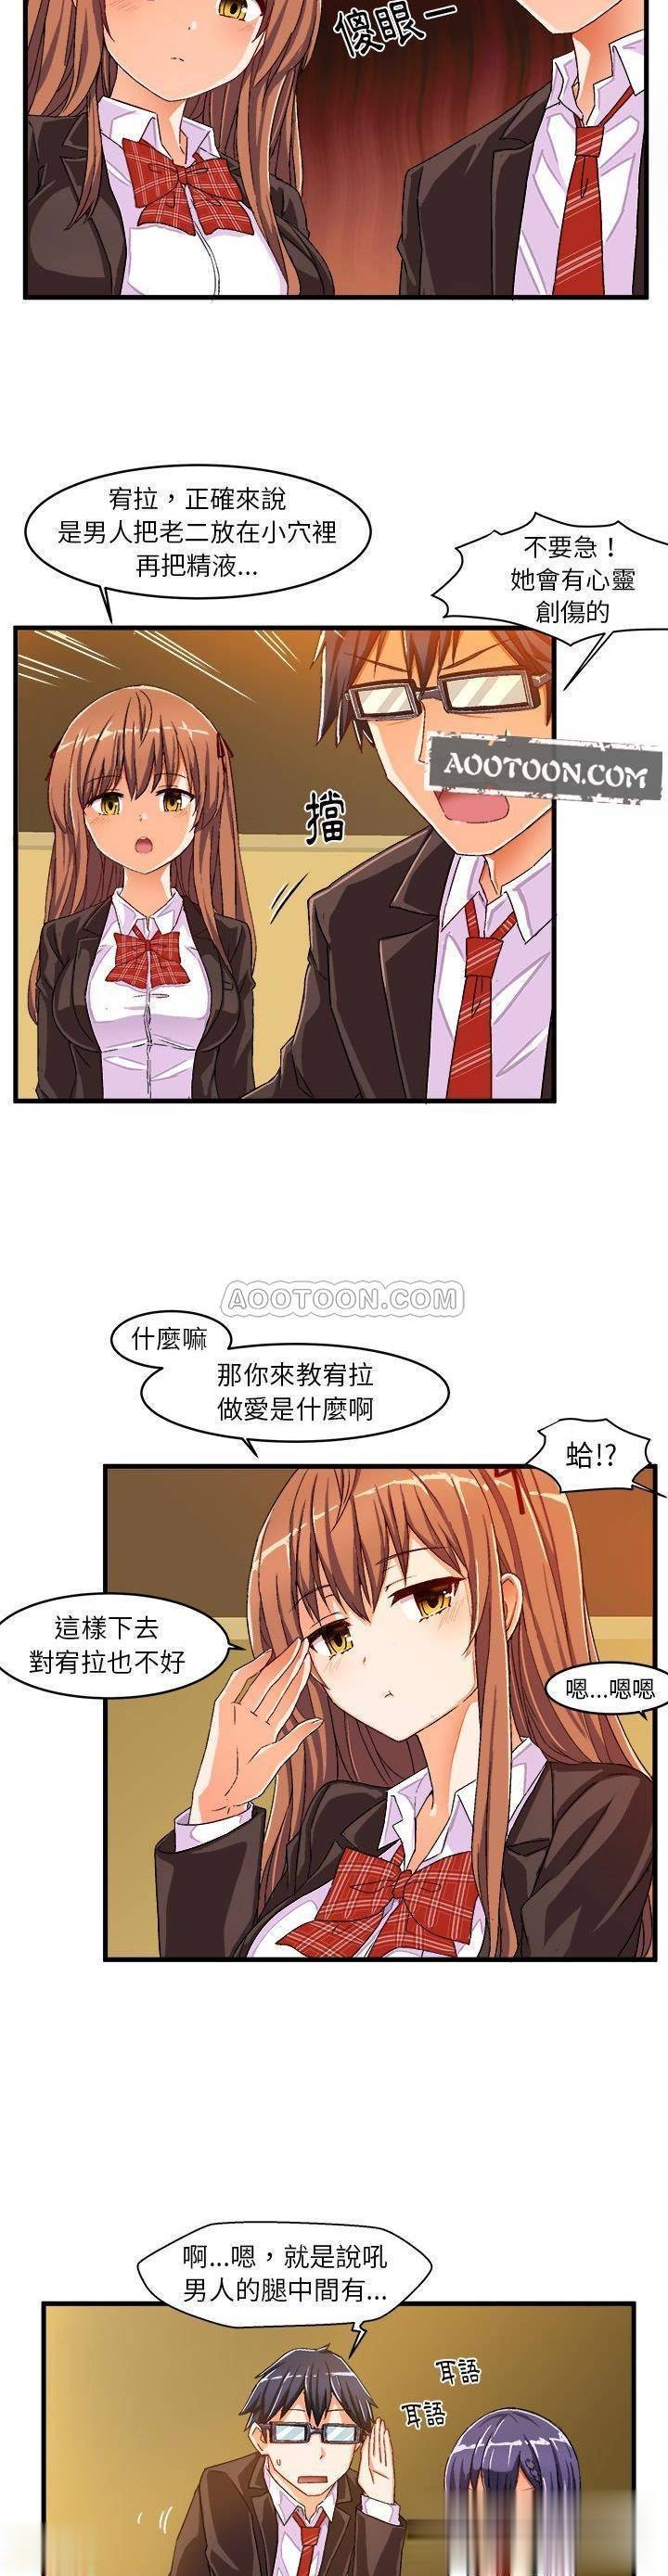 傻眼－
宥拉，正確來說
是男人把老二放在小穴裡
再把精液...
不要急！
她會有心靈
創傷的
AOOTOON.COM
擋
AOOTOON.COM
什麼嘛
那你來教宥拉
做愛是什麼啊
蛤!?
這樣下去
對宥拉也不好
嗯...嗯嗯
啊...嗯，就是說吼
男人的腿中間有...
耳語
耳語